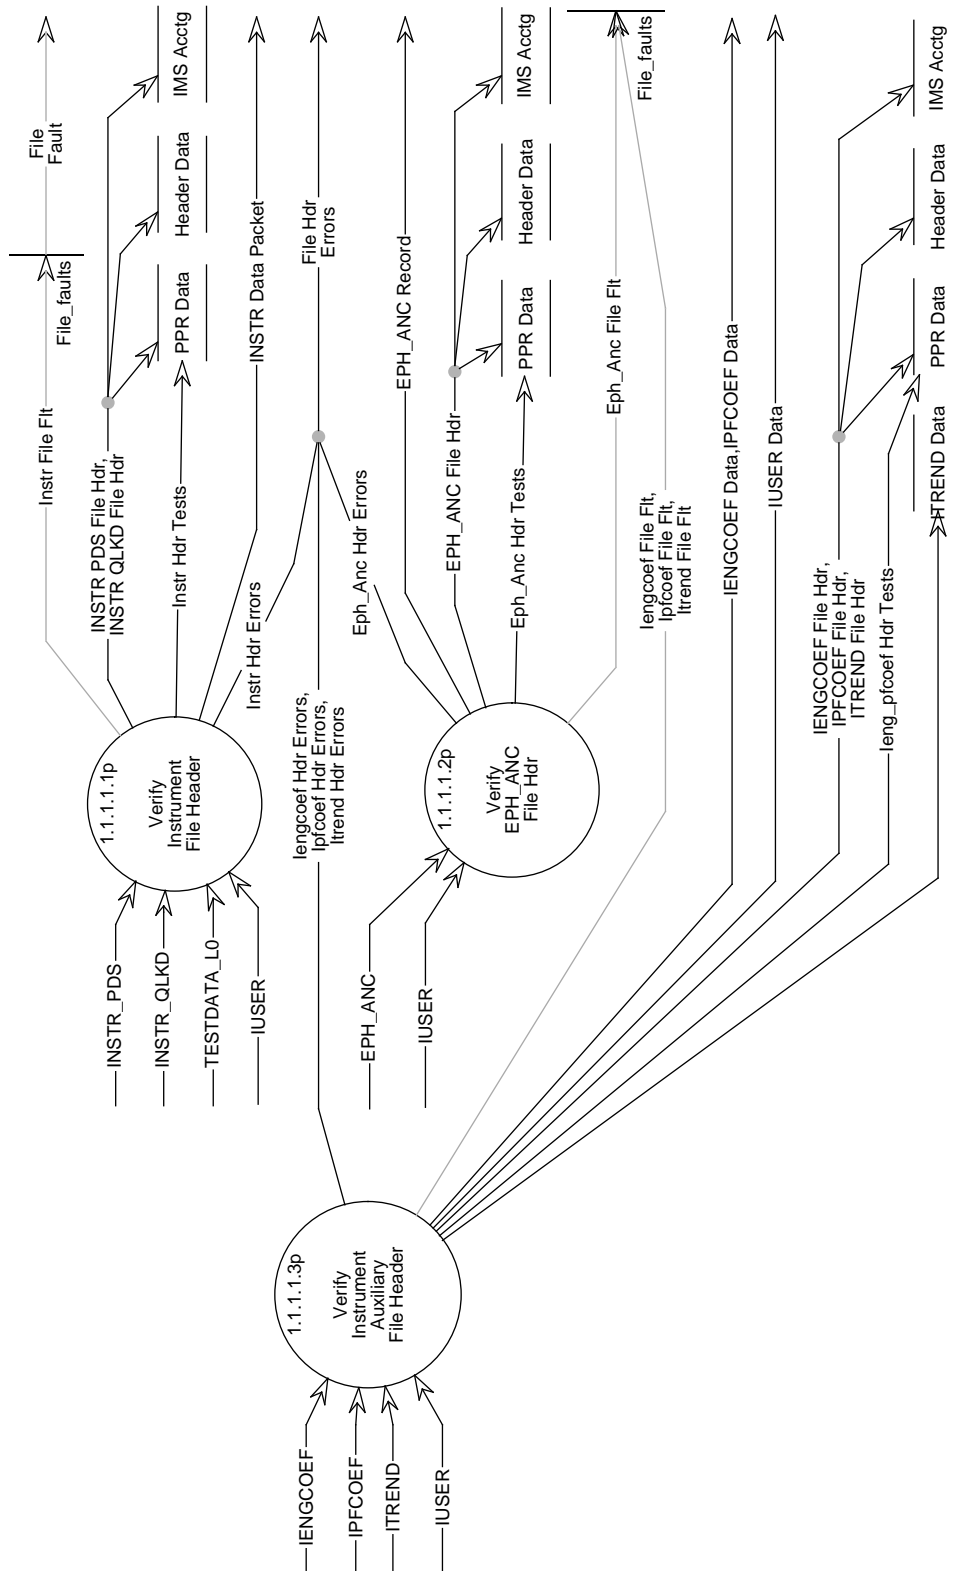 File
Fault
File_faults
Instr File Flt
IMS Acctg
Header Data
PPR Data
INSTR PDS File Hdr,
INSTR QLKD File Hdr
Instr Hdr Tests
INSTR Data Packet
Instr Hdr Errors
File Hdr
Errors
1.1.1.1.1p
Verify
Instrument
File Header
INSTR_PDS
INSTR_QLKD
TESTDATA_L0
IUSER
Iengcoef Hdr Errors,
Ipfcoef Hdr Errors,
Itrend Hdr Errors
Eph_Anc Hdr Errors
EPH_ANC Record
IMS Acctg
Header Data
PPR Data
EPH_ANC File Hdr
Eph_Anc Hdr Tests
File_faults
Eph_Anc File Flt
1.1.1.1.2p
Verify
EPH_ANC
File Hdr
EPH_ANC
IUSER
Iengcoef File Flt,
Ipfcoef File Flt,
Itrend File Flt
IENGCOEF Data,IPFCOEF Data
IUSER Data
IMS Acctg
Header Data
PPR Data
ITREND Data
IENGCOEF File Hdr,
IPFCOEF File Hdr,
ITREND File Hdr
Ieng_pfcoef Hdr Tests
1.1.1.1.3p
Verify
Instrument
Auxiliary
File Header
IENGCOEF
IPFCOEF
ITREND
IUSER